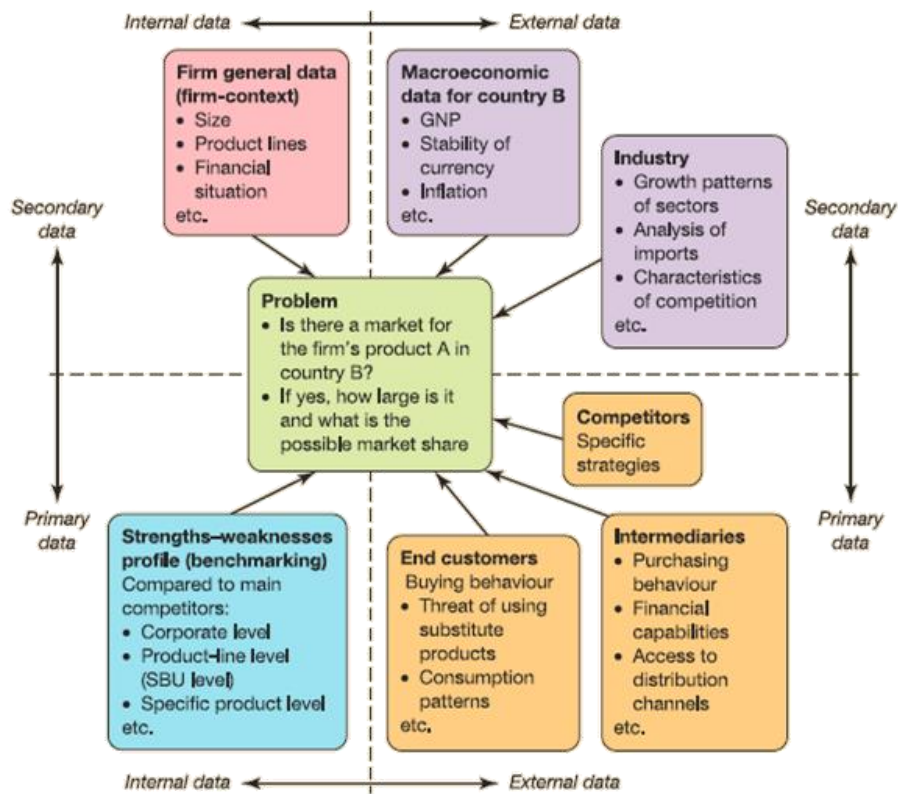 Internal data
External data
Firm general data
(firm-context)
• Size
• Product lines
• Financial
situation
etc.
Macroeconomic
data for country B
• GNP
• Stability of
currency
• Inflation
etc.
Industry
• Growth patterns
of sectors
• Analysis of
imports
• Characteristics
of competition
etc.
Secondary
data
Secondary
data
Problem
• Is there a market for
the firm's product A in
country B?
• If yes, how large is it
and what is the
possible market share
Competitors
Specific
strategies
Primary
data
Primary
data
Strengths–weaknesses
profile (benchmarking)
Compared to main
competitors:
• Corporate level
• Product–line level
(SBU level)
• Specific product level
etc.
End customers
Buying behaviour
• Threat of using
substitute
products
• Consumption
patterns
etc.
Intermediaries
• Purchasing
behaviour
• Financial
capabilities
• Access to
distribution
channels
etc.
Internal data
External data